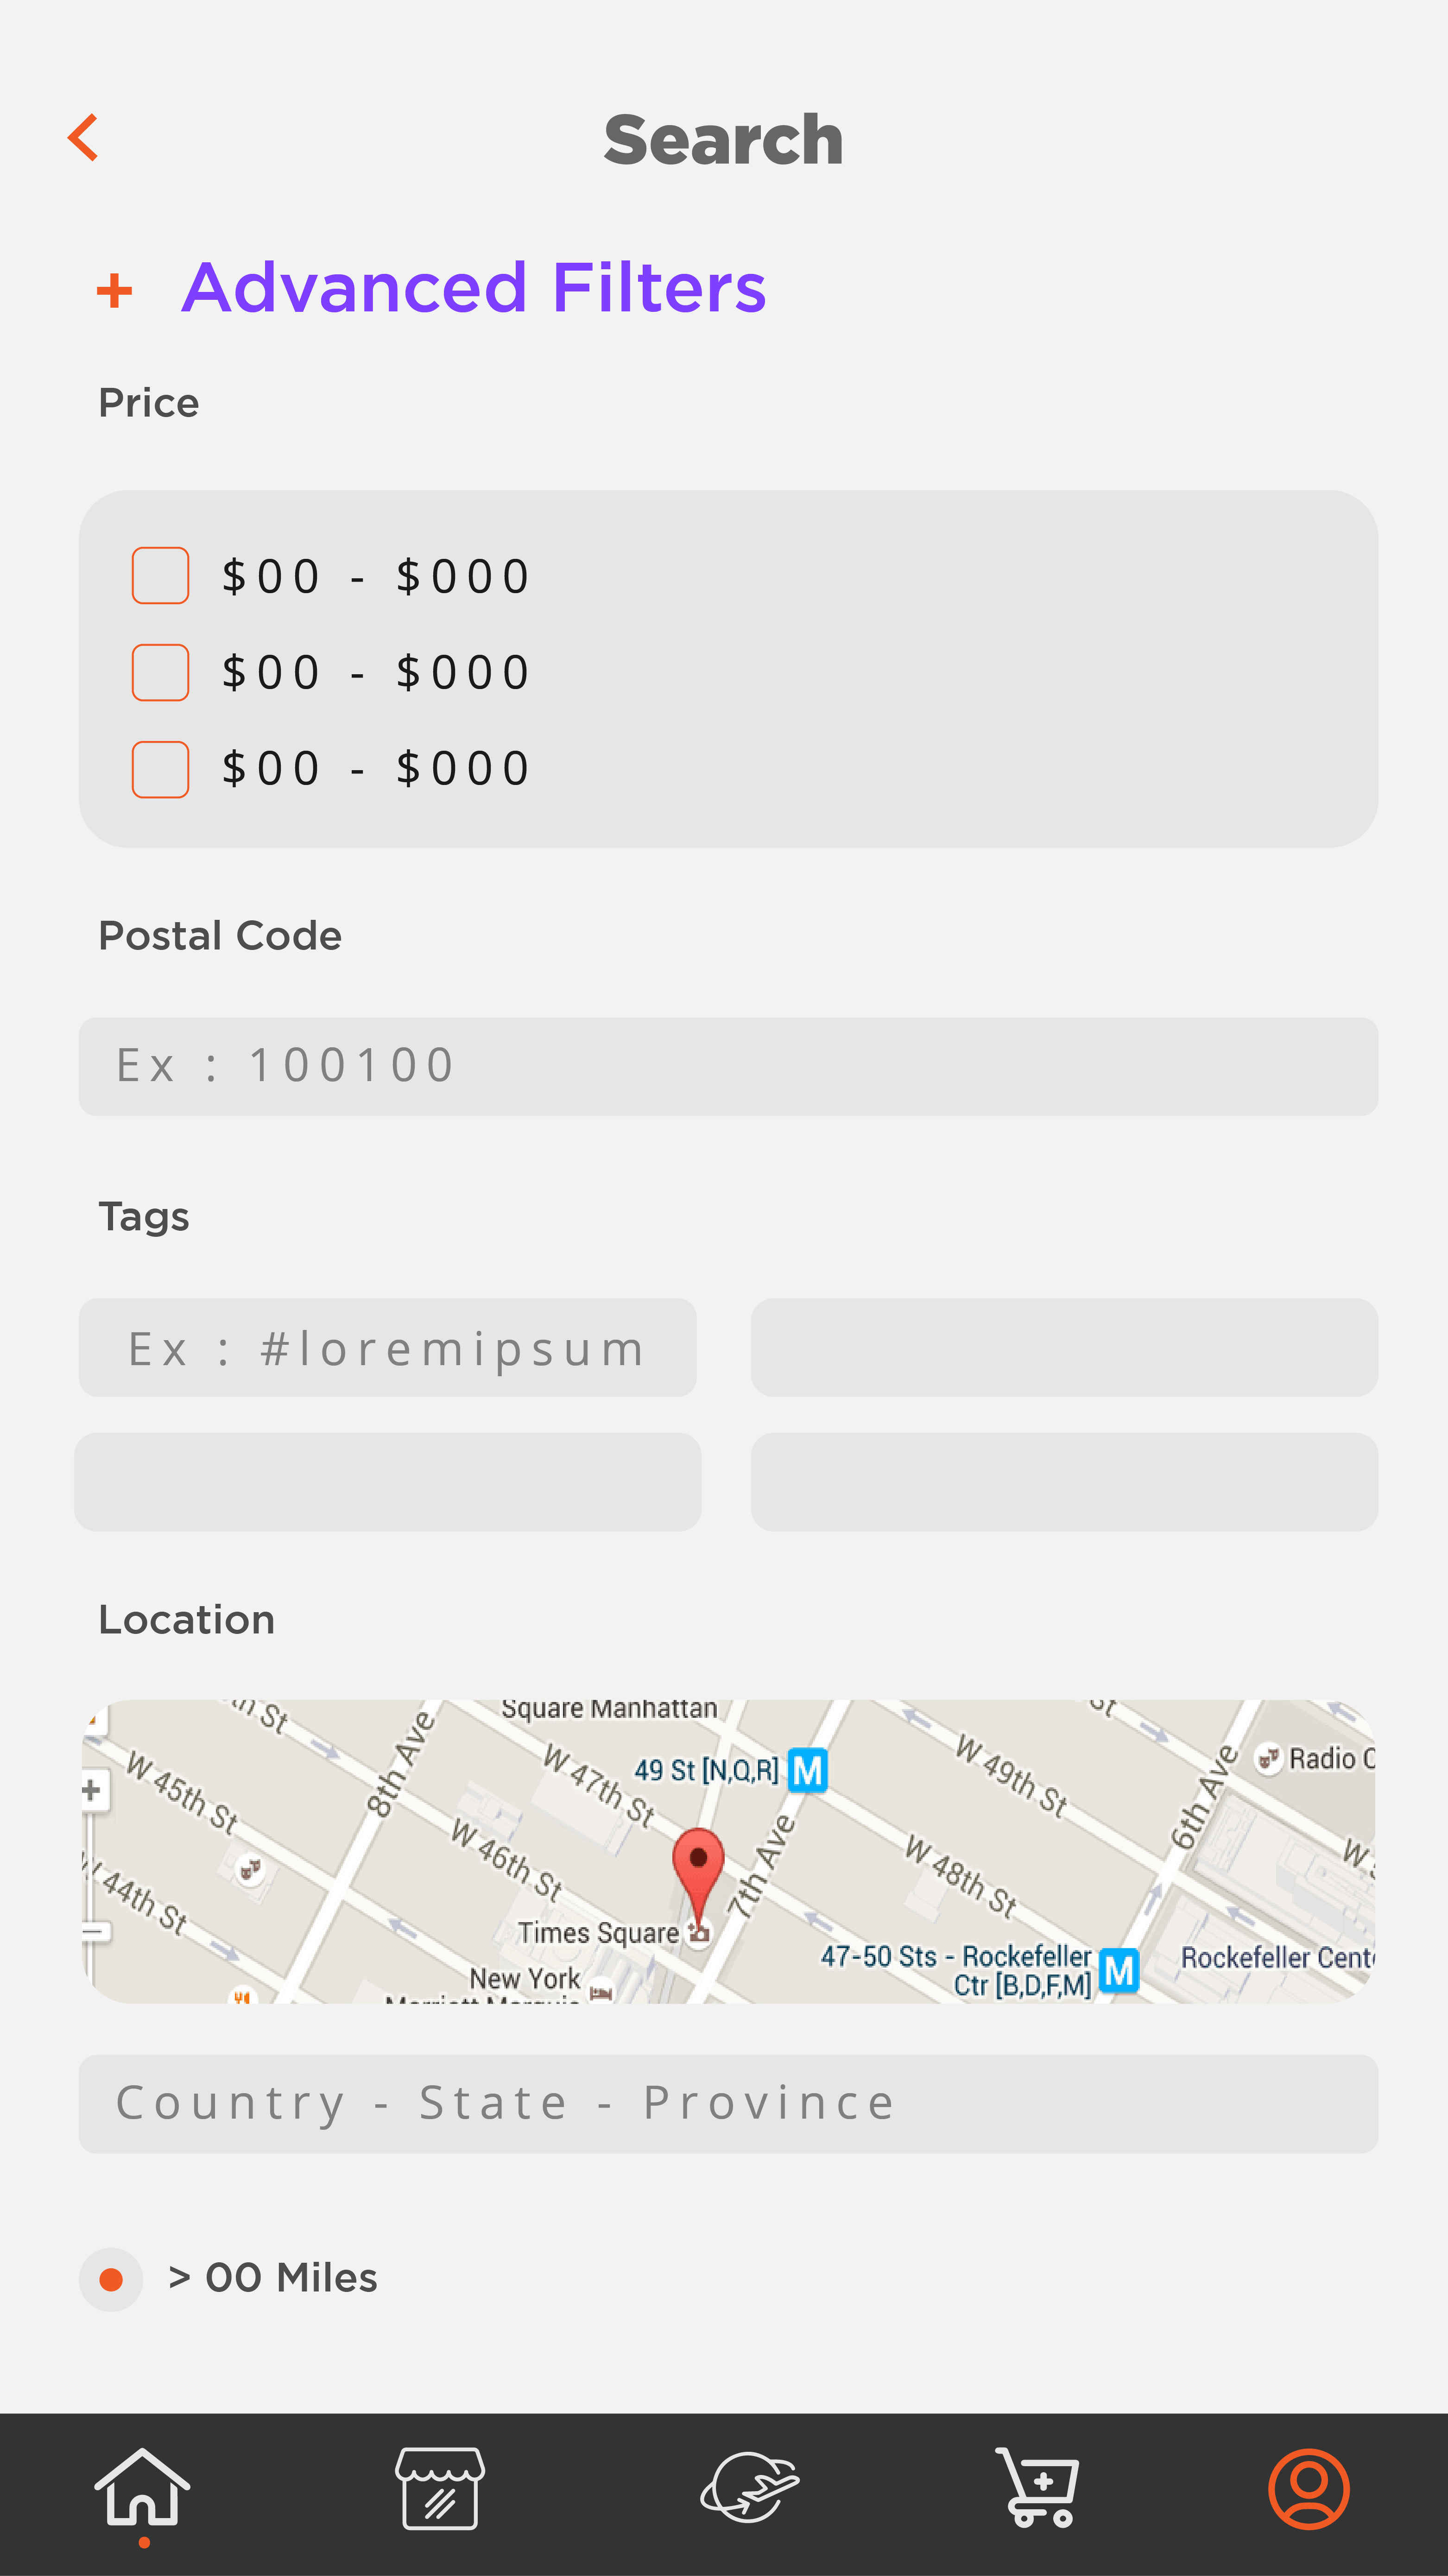 Search
+ Advanced Filters
Price
$00 - $000
$00 - $000
$00 - $000
Postal Code
Ex : 100100
Tags
Ex : #loremipsum
Location
Square Manhattan
St
8th Ave
W 45th St
W 47th St
49 St [N,Q,R] M
W 49th St
6th Ave
Radio C
W 46th St
7th Ave
W 48th St
W
44th St
Times Square
47-50 Sts - Rockefeller
Ctr [B,D,F,M] M
Rockefeller Cent
New York
Country - State - Province
> 00 Miles